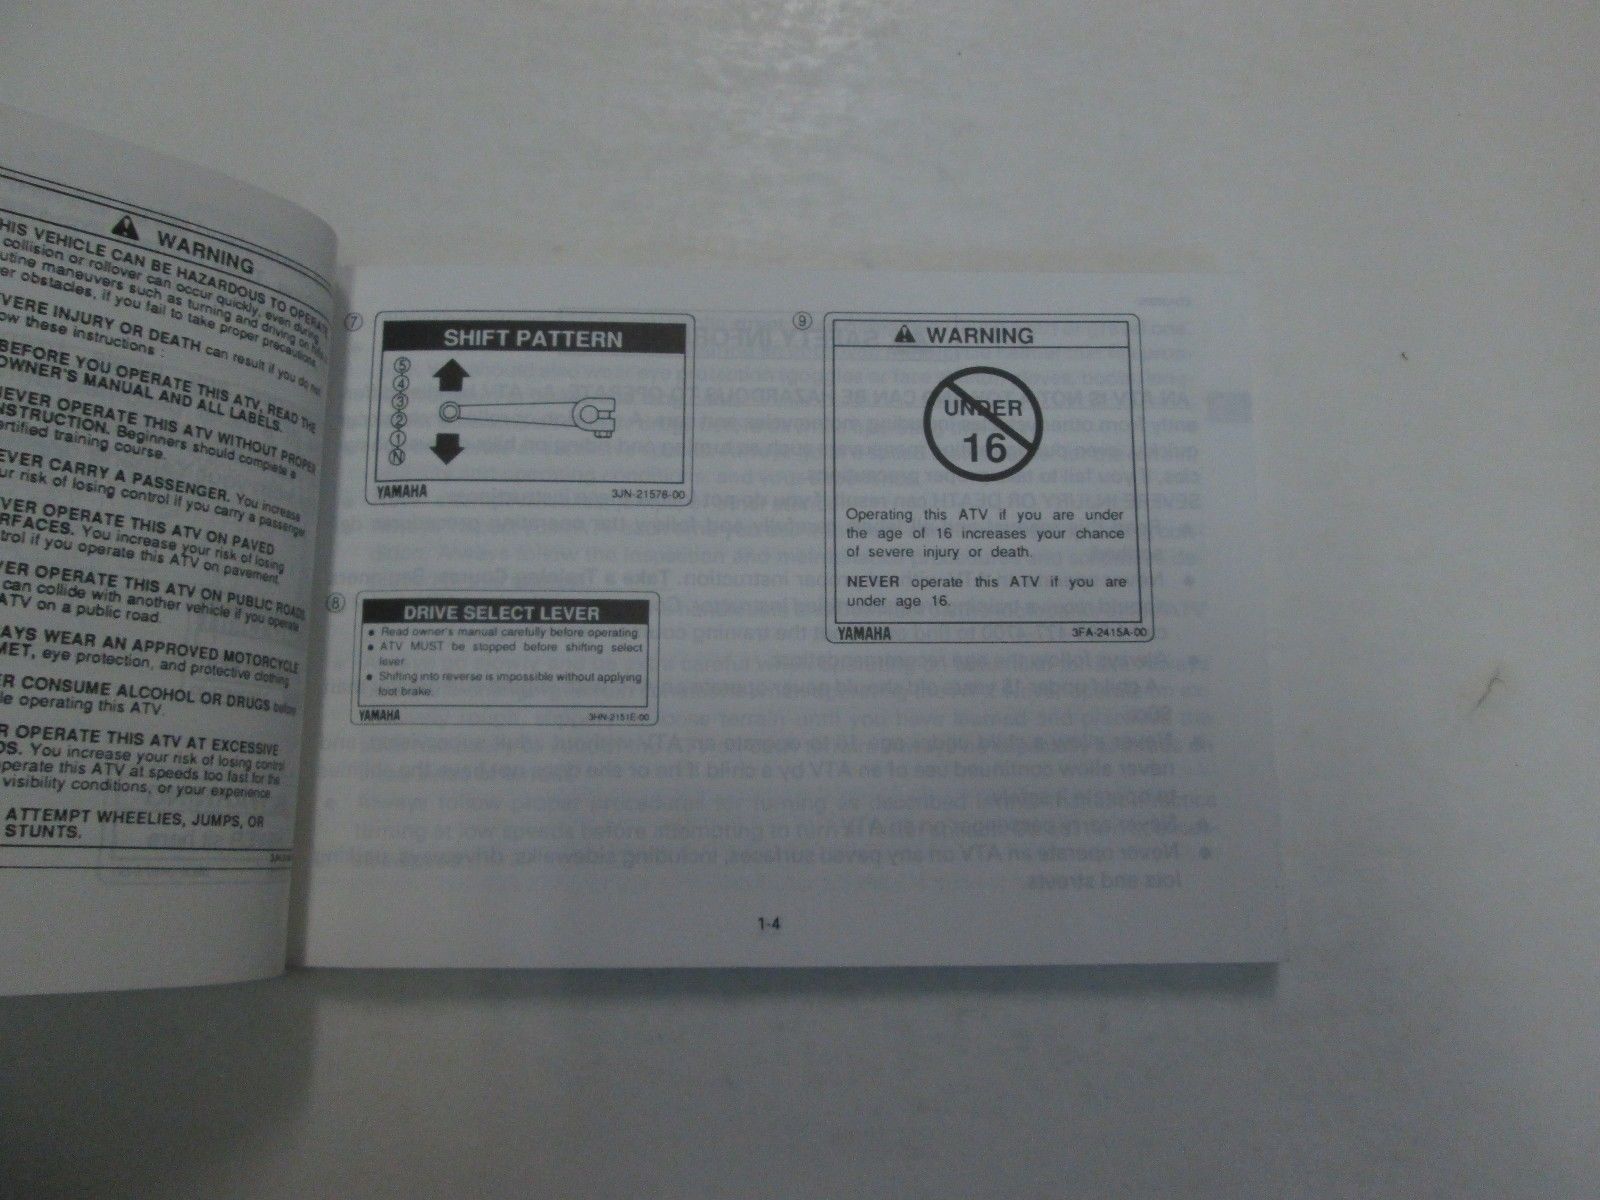 WARNING
HIS VEHICLE CAN BE HAZARDOUS TO OPERATE
collision or rollover can occur quickly, even during
utine maneuvers such as turning and driving on
er obstacles, if you fail to take proper precautions.
VERE INJURY OR DEATH can result if you do not
ow these instructions :
BEFORE YOU OPERATE THIS ATV, READ THE
OWNER'S MANUAL AND ALL LABELS.
NEVER OPERATE THIS ATV WITHOUT PROPER
NSTRUCTION. Beginners should complete a
ertified training course.
EVER CARRY A PASSENGER. You increase
ur risk of losing control if you carry a passenger.
VER OPERATE THIS ATV ON PAVED
RFACES. You increase your risk of losing
trol if you operate this ATV on pavement.
ER OPERATE THIS ATV ON PUBLIC ROADS.
can collide with another vehicle if you operate
ATV on a public road.
AYS WEAR AN APPROVED MOTORCYCLE
MET, eye protection, and protective clothing.
ER CONSUME ALCOHOL OR DRUGS before
le operating this ATV.
R OPERATE THIS ATV AT EXCESSIVE
DS. You increase your risk of losing control
perate this ATV at speeds too fast for the
visibility conditions, or your experience.
ATTEMPT WHEELIES, JUMPS, OR
STUNTS.
⑦
SHIFT PATTERN
⑤
④
③
②
①
Ⓝ
YAMAHA 3JN-21576-00
⑧
DRIVE SELECT LEVER
● Read owner's manual carefully before operating.
● ATV MUST be stopped before shifting select
lever.
● Shifting into reverse is impossible without applying
foot brake.
YAMAHA 3HN-2151E-00
⑨
WARNING
UNDER
16
Operating this ATV if you are under
the age of 16 increases your chance
of severe injury or death.
NEVER operate this ATV if you are
under age 16.
YAMAHA 3FA-2415A-00
1-4